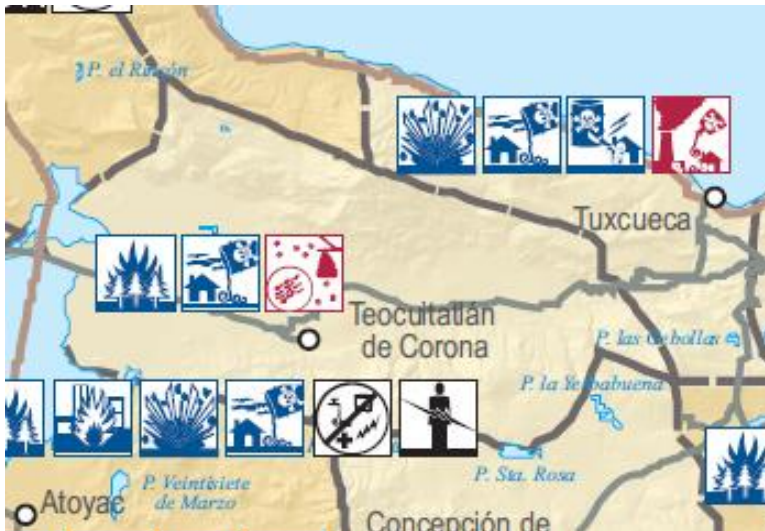 P. el Rincón
Tuxcueca
Teocuitatlán
de Corona
P. las Cebollas
P. la Yerbabuena
P. Sta. Rosa
P. Veintisiete
de Marzo
Atoyac
Concepción de